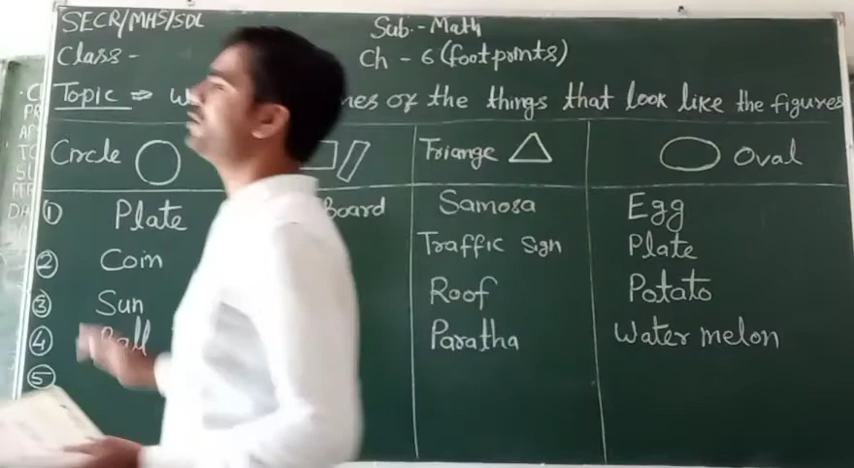 SECR/MHS/SDL
Sub.- Math
Class -
Ch - 6 (footprints)
Topic ⇒ of the things that look like the figures
Circle Triange Oval
① Plate Board Samosa Egg
Traffic Sign Plate
② Coin
③ Sun Roof Potato
④ Ball Paratha Water melon
⑤